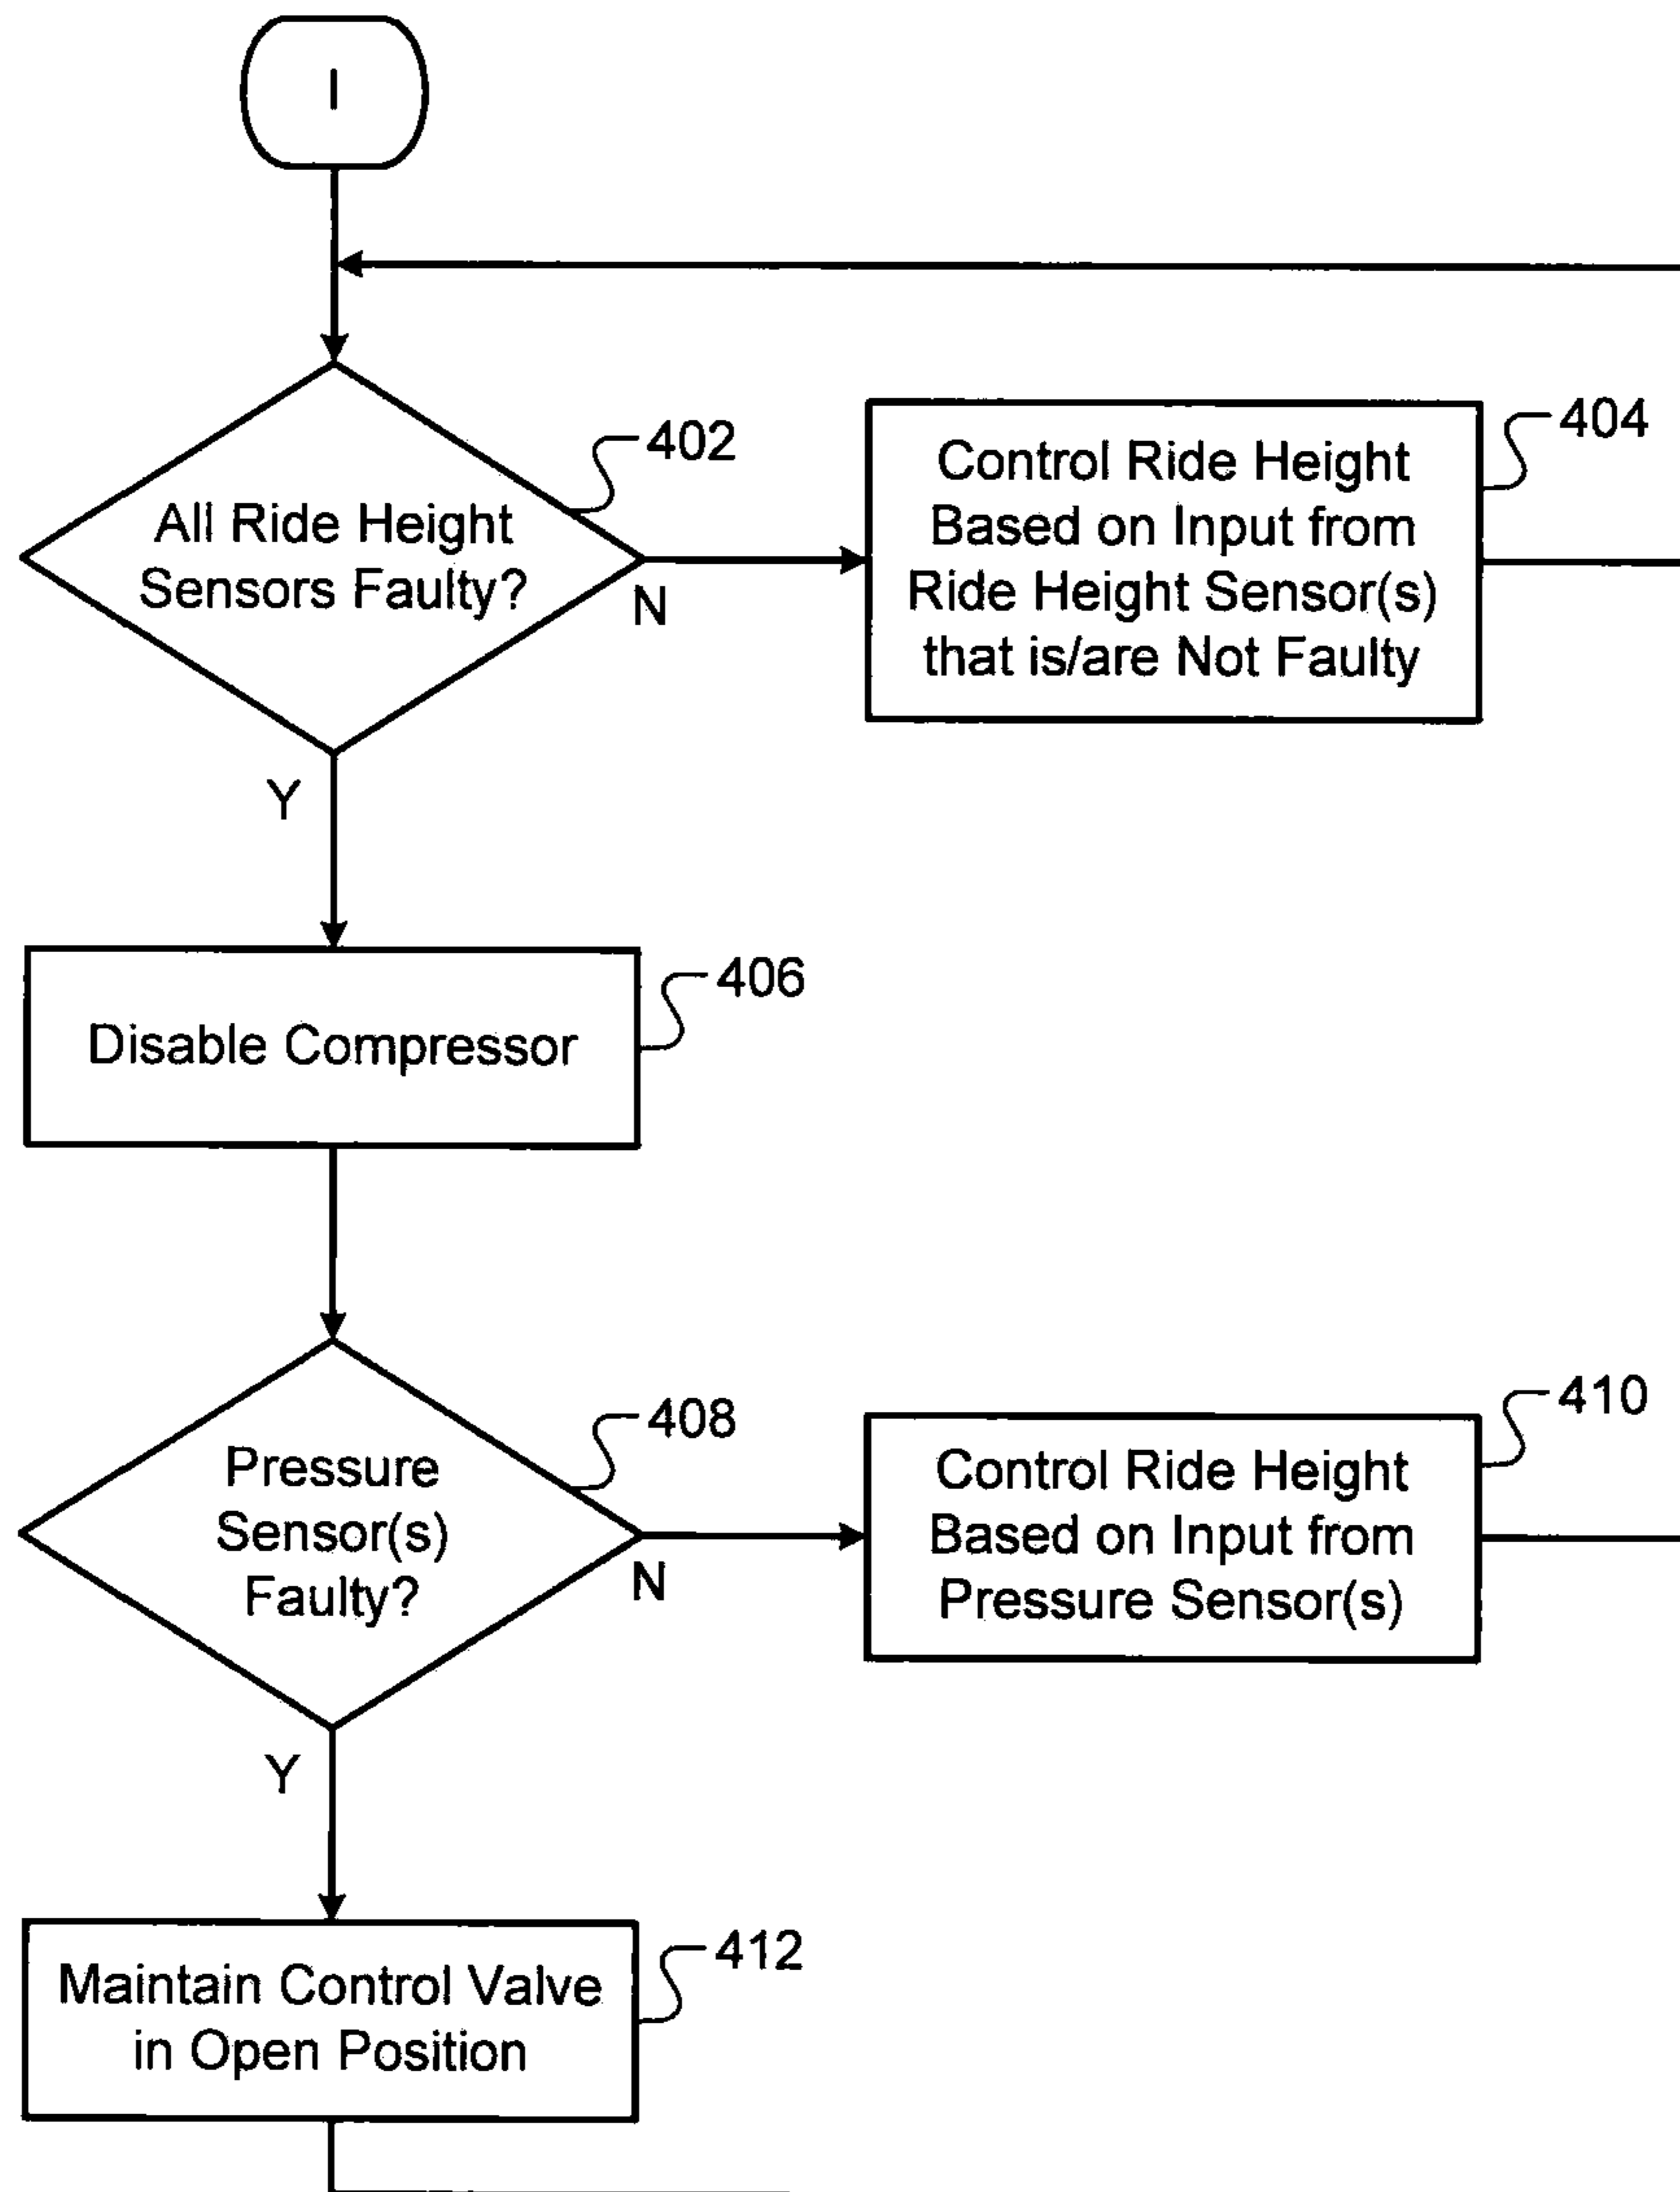 I
402
All Ride Height
Sensors Faulty?
N
Y
404
Control Ride Height
Based on Input from
Ride Height Sensor(s)
that is/are Not Faulty
406
Disable Compressor
408
Pressure
Sensor(s)
Faulty?
N
Y
410
Control Ride Height
Based on Input from
Pressure Sensor(s)
412
Maintain Control Valve
in Open Position